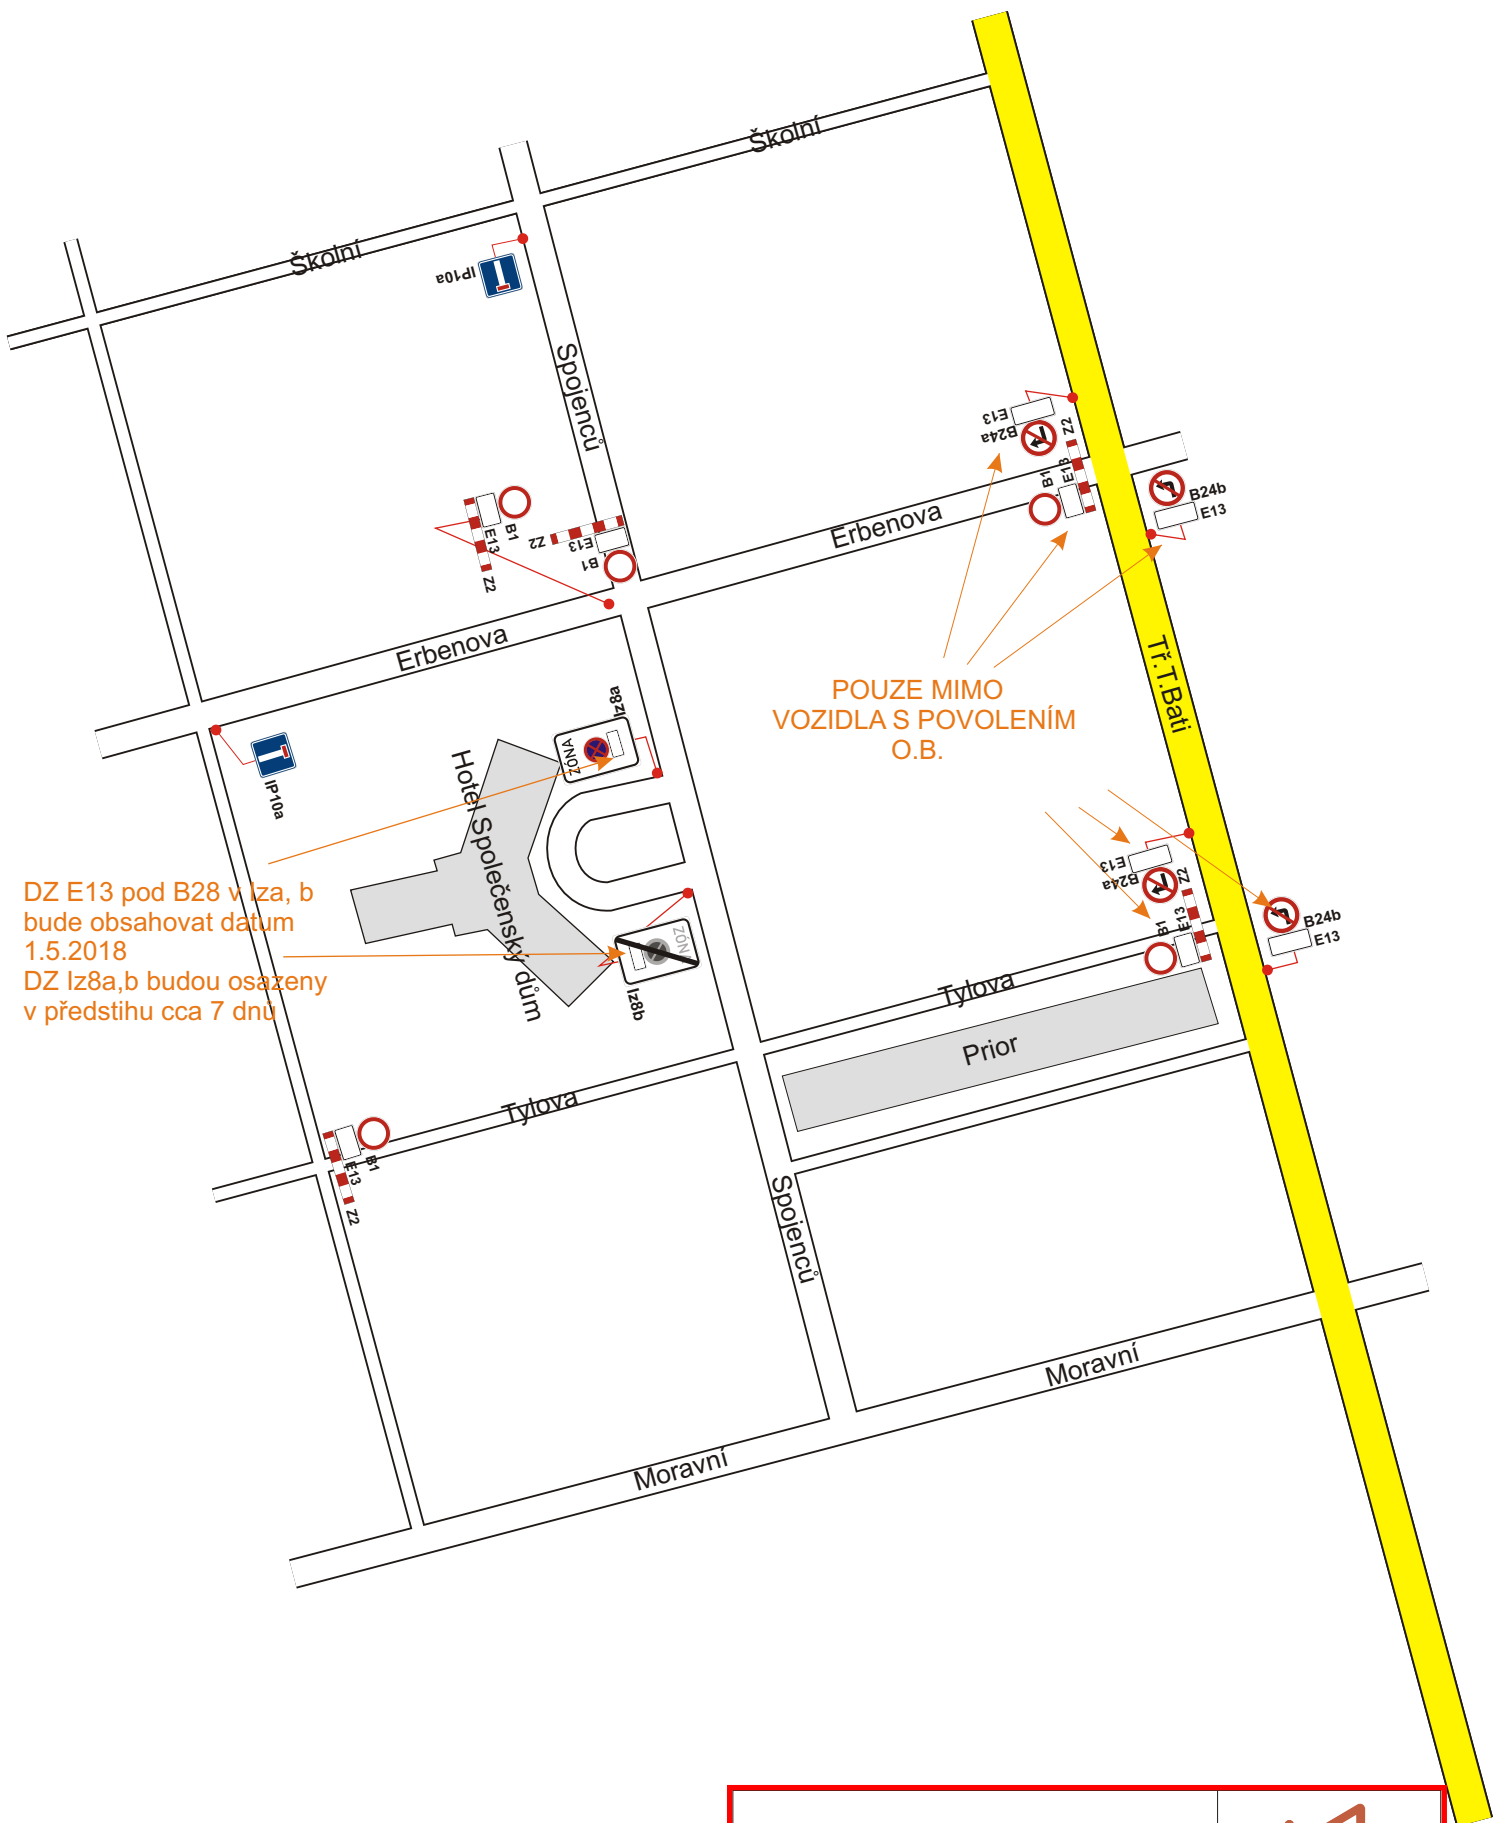 Školní
Školní
IP10a
Spojenců
E13
B24a
Z2
B1
E13
B24b
E13
B1
E13
Z2
Z2
E13
B1
Erbenova
Erbenova
Tř.T.Bati
POUZE MIMO
VOZIDLA S POVOLENÍM
O.B.
Iz8a
ZÓNA
IP10a
Hotel Společenský dům
DZ E13 pod B28 v Iza, b
bude obsahovat datum
1.5.2018
DZ Iz8a,b budou osazeny
v předstihu cca 7 dnů
E13
B24a
Z2
B1
E13
B24b
E13
ZÓN
Iz8b
Tylova
Prior
Tylova
B1
E13
Z2
Spojenců
Moravní
Moravní